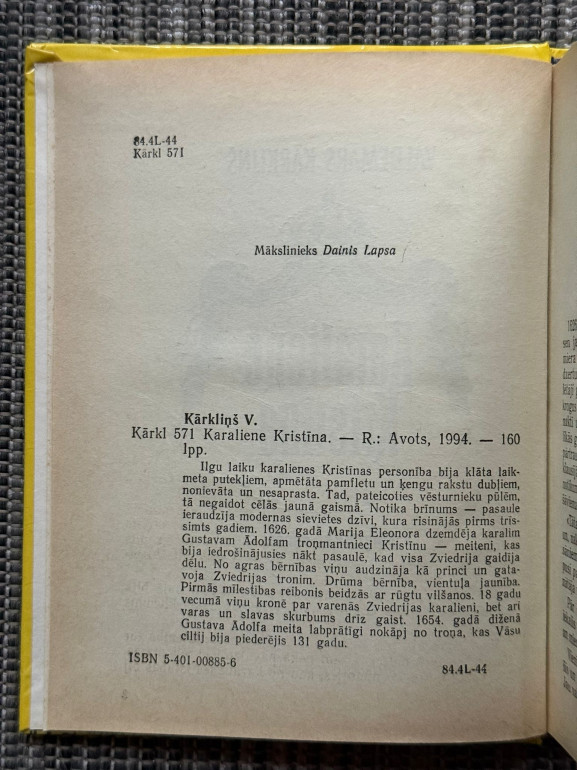 84.4L-44
Kārkl 571
Mākslinieks Dainis Lapsa
Kārkliņš V.
Kārkl 571 Karaliene Kristīna. — R.: Avots, 1994. — 160
lpp.
Ilgu laiku karalienes Kristīnas personība bija klāta laik-
meta putekļiem, apmētāta pamfletu un ķengu rakstu dubļiem,
nonievāta un nesaprasta. Tad, pateicoties vēsturnieku pūlēm,
tā negaidot cēlās jaunā gaismā. Notika brīnums — pasaule
ieraudzīja modernas sievietes dzīvi, kura risinājās pirms trīs-
simts gadiem. 1626. gadā Marija Eleonora dzemdēja karalim
Gustavam Ādolfam troņmantnieci Kristīnu — meiteni, kas
bija iedrošinājusies nākt pasaulē, kad visa Zviedrija gaidīja
dēlu. No agras bērnības viņu audzināja kā princi un gata-
voja Zviedrijas tronim. Drūma bērnība, vientuļa jaunība.
Pirmās mīlestības reibonis beidzās ar rūgtu vilšanos. 18 gadu
vecumā viņu kronē par varenās Zviedrijas karalieni, bet arī
varas un slavas skurbums drīz gaist. 1654. gadā diženā
Gustava Ādolfa meita labprātīgi nokāpj no troņa, kas Vāsu
ciltij bija piederējis 131 gadu.
ISBN 5-401-00885-6
84.4L-44